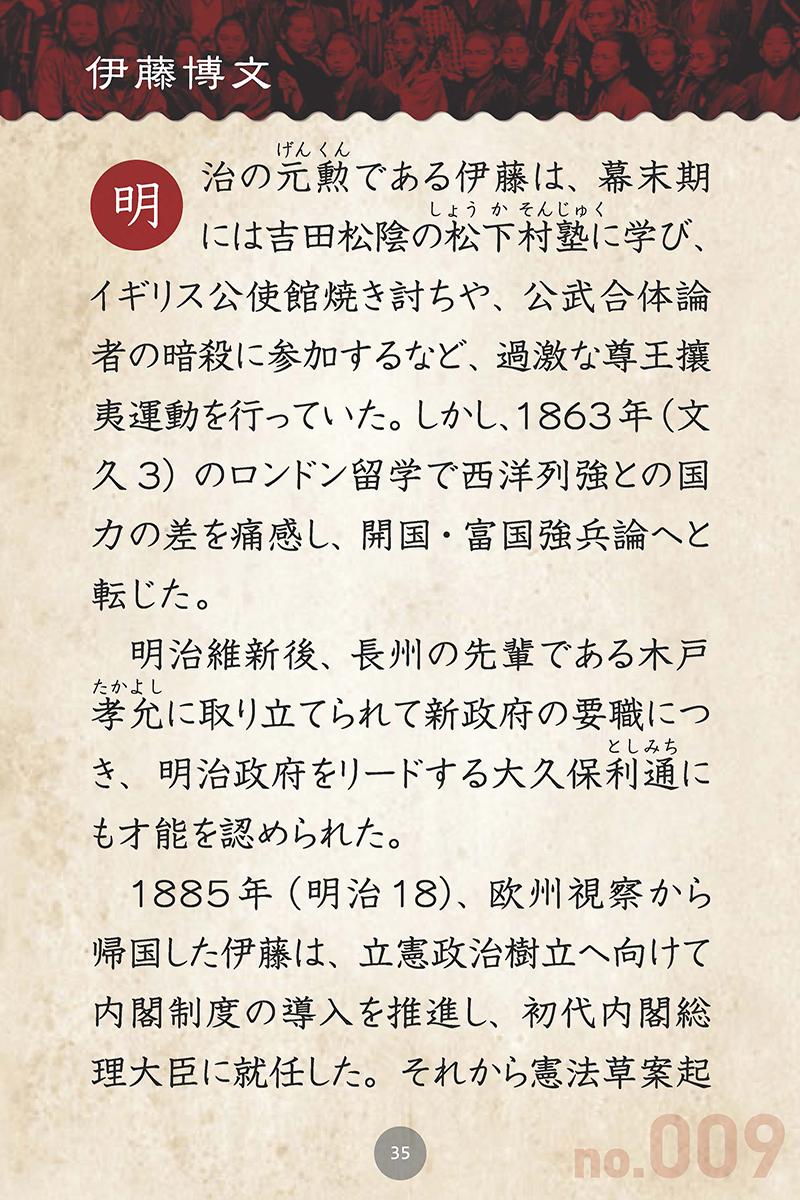 伊藤博文
げんくん
明治の元勲である伊藤は、幕末期
しょうかそんじゅく
には吉田松陰の松下村塾に学び、
イギリス公使館焼き討ちや、公武合体論
者の暗殺に参加するなど、過激な尊王攘
夷運動を行っていた。しかし、1863年（文
久3）のロンドン留学で西洋列強との国
力の差を痛感し、開国・富国強兵論へと
転じた。
明治維新後、長州の先輩である木戸
たかよし
孝允に取り立てられて新政府の要職につ
としみち
き、明治政府をリードする大久保利通に
も才能を認められた。
1885年（明治18）、欧州視察から
帰国した伊藤は、立憲政治樹立へ向けて
内閣制度の導入を推進し、初代内閣総
理大臣に就任した。それから憲法草案起
35
no.009